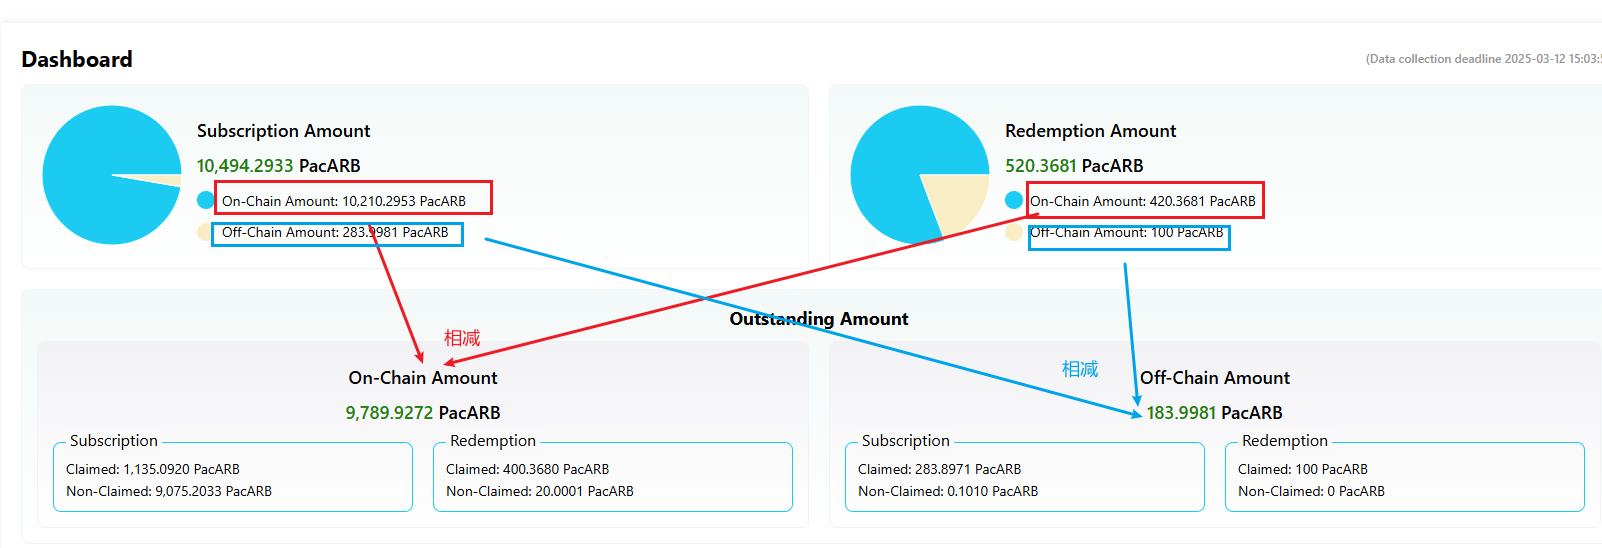 Dashboard
(Data collection deadline 2025-03-12 15:03:5
Subscription Amount
10,494.2933 PacARB
On-Chain Amount: 10,210.2953 PacARB
Off-Chain Amount: 283.9981 PacARB
Redemption Amount
520.3681 PacARB
On-Chain Amount: 420.3681 PacARB
Off-Chain Amount: 100 PacARB
Outstanding Amount
相减
相减
On-Chain Amount
9,789.9272 PacARB
Subscription
Claimed: 1,135.0920 PacARB
Non-Claimed: 9,075.2033 PacARB
Redemption
Claimed: 400.3680 PacARB
Non-Claimed: 20.0001 PacARB
Off-Chain Amount
183.9981 PacARB
Subscription
Claimed: 283.8971 PacARB
Non-Claimed: 0.1010 PacARB
Redemption
Claimed: 100 PacARB
Non-Claimed: 0 PacARB